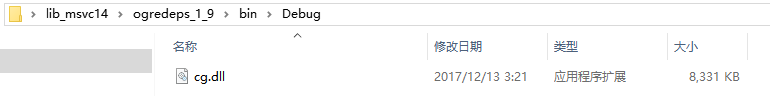 lib_msvc14 > ogredeps_1_9 > bin > Debug
名称 修改日期 类型 大小
cg.dll 2017/12/13 3:21 应用程序扩展 8,331 KB